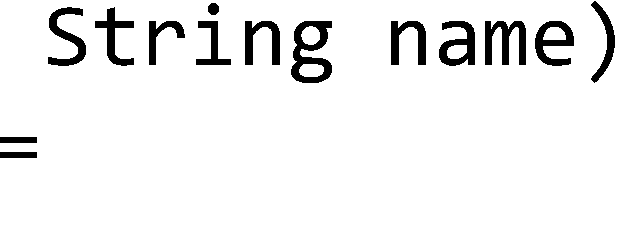 String name)
=